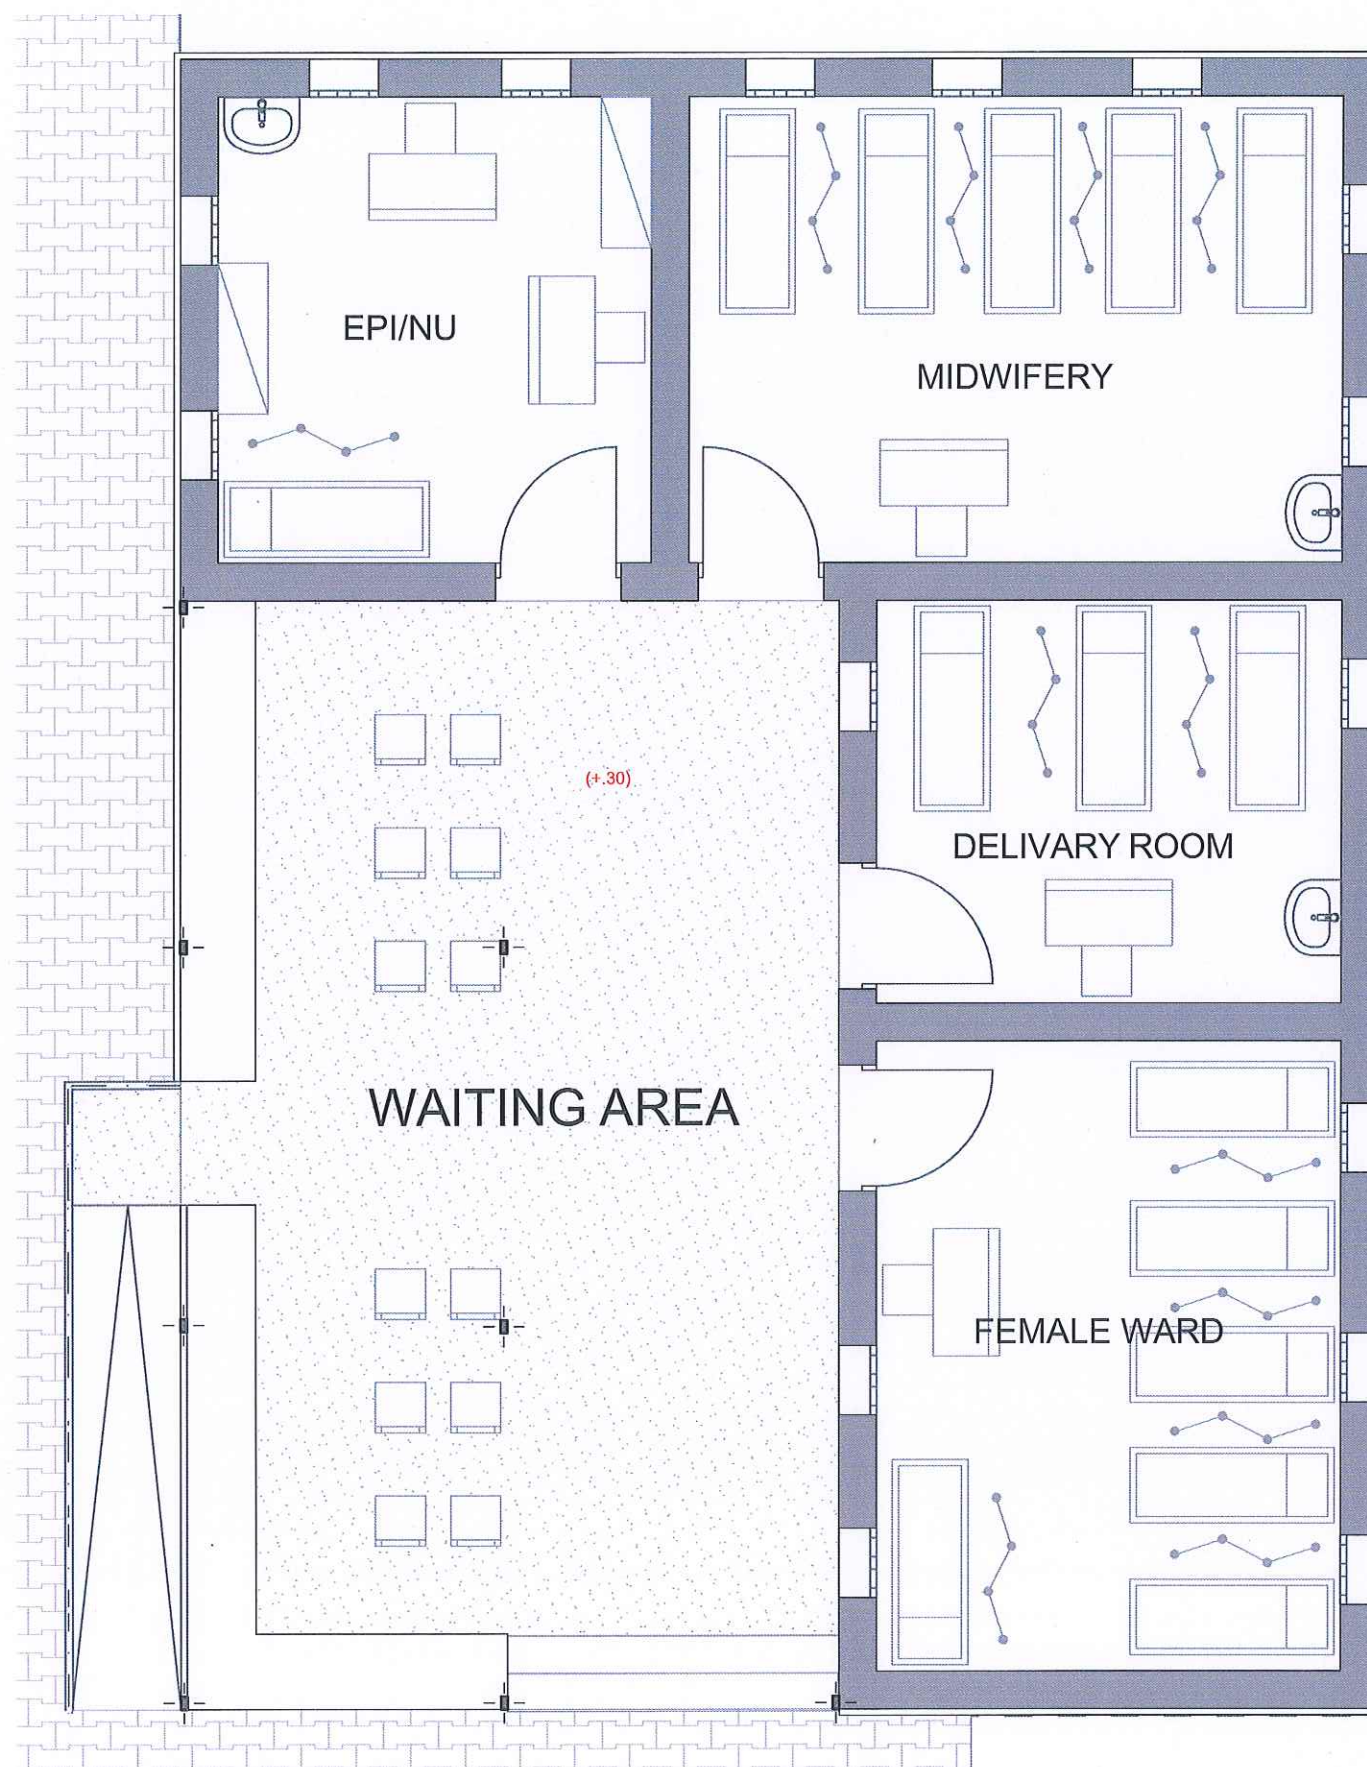 EPI/NU
MIDWIFERY
(+.30)
DELIVARY ROOM
WAITING AREA
FEMALE WARD